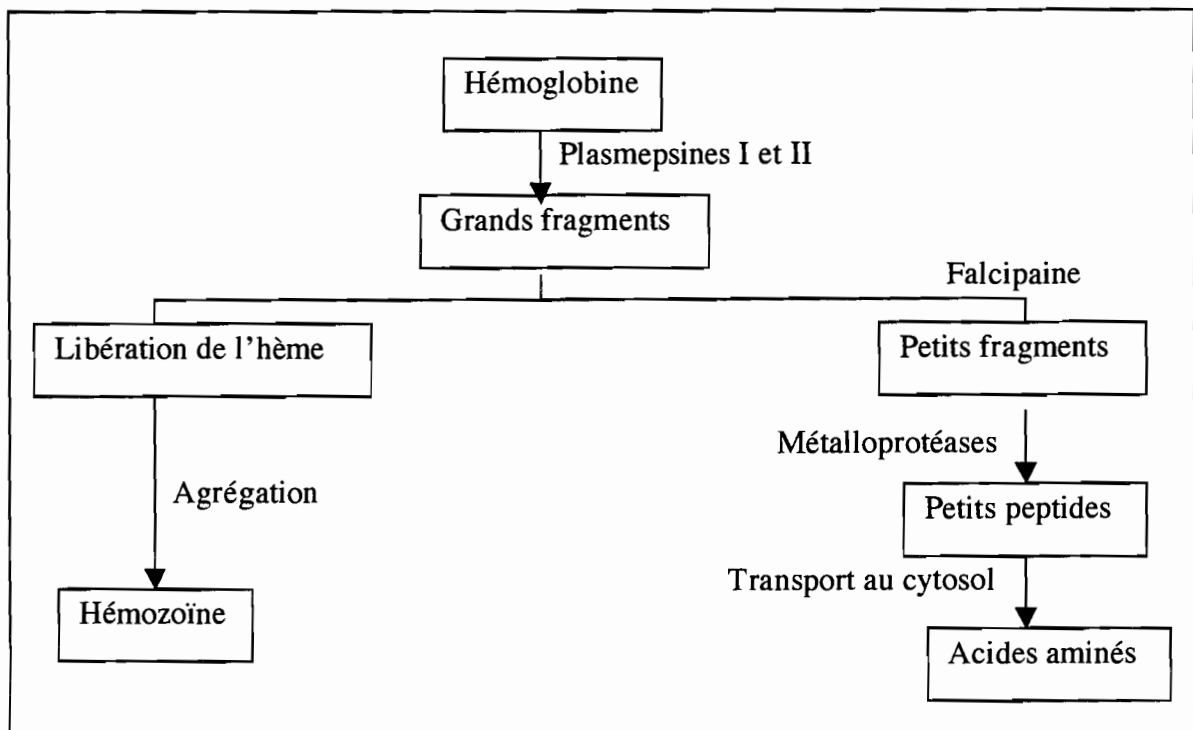 Hémoglobine
Plasmepsines I et II
Grands fragments
Falcipaine
Libération de l'hème
Petits fragments
Métalloprotéases
Agrégation
Petits peptides
Transport au cytosol
Hémozoïne
Acides aminés